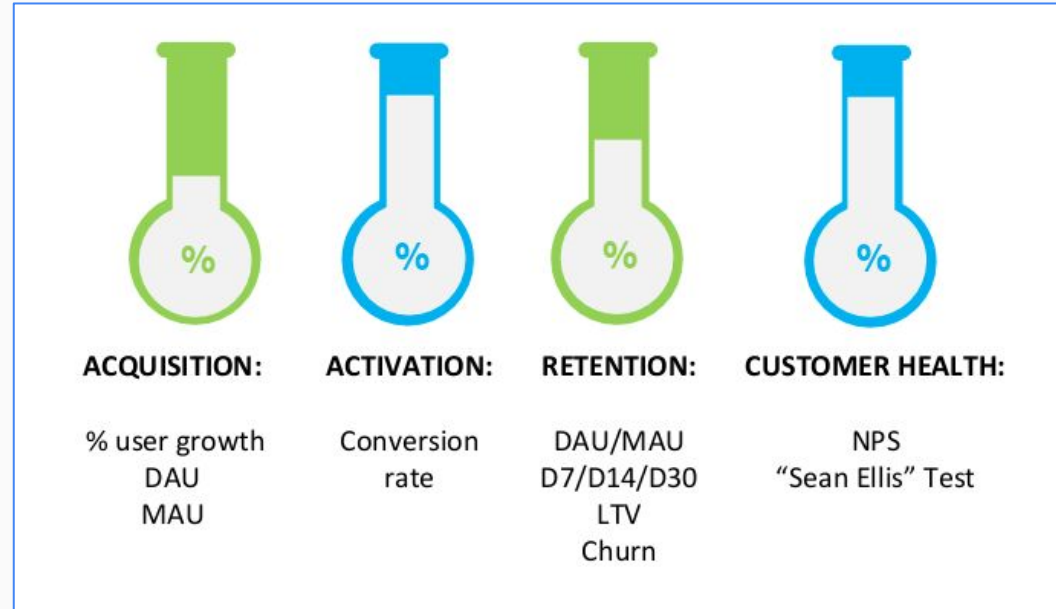 %
%
%
%
ACQUISITION:
% user growth
DAU
MAU
ACTIVATION:
Conversion
rate
RETENTION:
DAU/MAU
D7/D14/D30
LTV
Churn
CUSTOMER HEALTH:
NPS
“Sean Ellis” Test